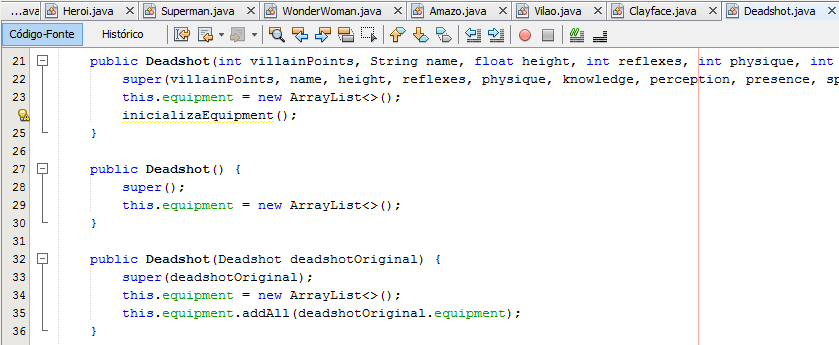 ...ava Heroi.java Superman.java WonderWoman.java Amazo.java Vilao.java Clayface.java Deadshot.java
Código-Fonte Histórico
21 public Deadshot(int villainPoints, String name, float height, int reflexes, int physique, int
22 super(villainPoints, name, height, reflexes, physique, knowledge, perception, presence, sp
23 this.equipment = new ArrayList<>();
inicializaEquipment();
25 }
27 public Deadshot() {
28 super();
29 this.equipment = new ArrayList<>();
30 }
31
32 public Deadshot(Deadshot deadshotOriginal) {
33 super(deadshotOriginal);
34 this.equipment = new ArrayList<>();
35 this.equipment.addAll(deadshotOriginal.equipment);
36 }